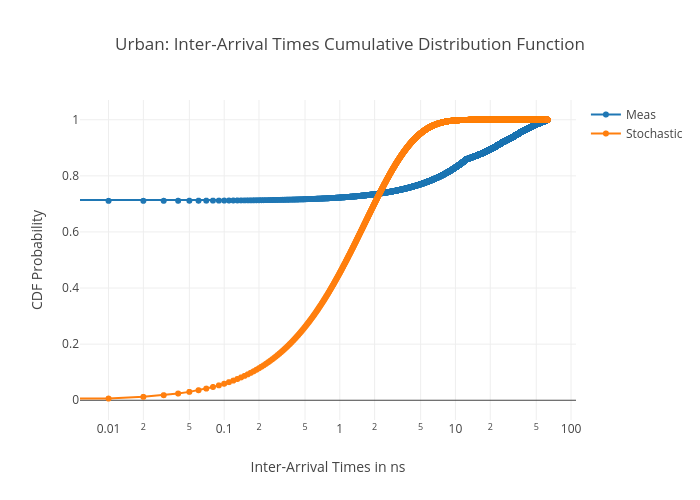 Urban: Inter-Arrival Times Cumulative Distribution Function
Meas
Stochastic
CDF Probability
1
0.8
0.6
0.4
0.2
0
0.01 2 5 0.1 2 5 1 2 5 10 2 5 100
Inter-Arrival Times in ns